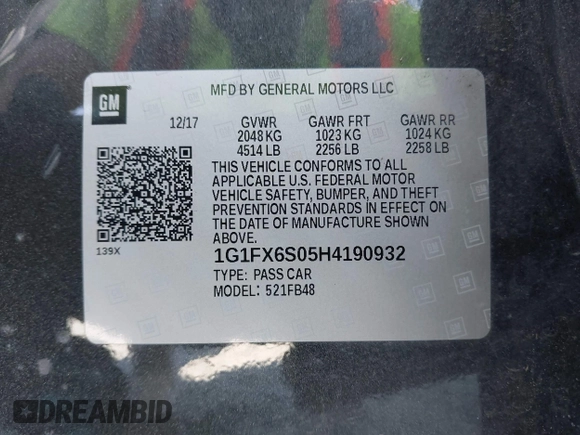 MFD BY GENERAL MOTORS LLC
GM
12/17 GVWR GAWR FRT GAWR RR
2048 KG 1023 KG 1024 KG
4514 LB 2256 LB 2258 LB
THIS VEHICLE CONFORMS TO ALL
APPLICABLE U.S. FEDERAL MOTOR
VEHICLE SAFETY, BUMPER, AND THEFT
PREVENTION STANDARDS IN EFFECT ON
THE DATE OF MANUFACTURE SHOWN
ABOVE.
139X
1G1FX6S05H4190932
TYPE: PASS CAR
MODEL: 521FB48
DREAMBID